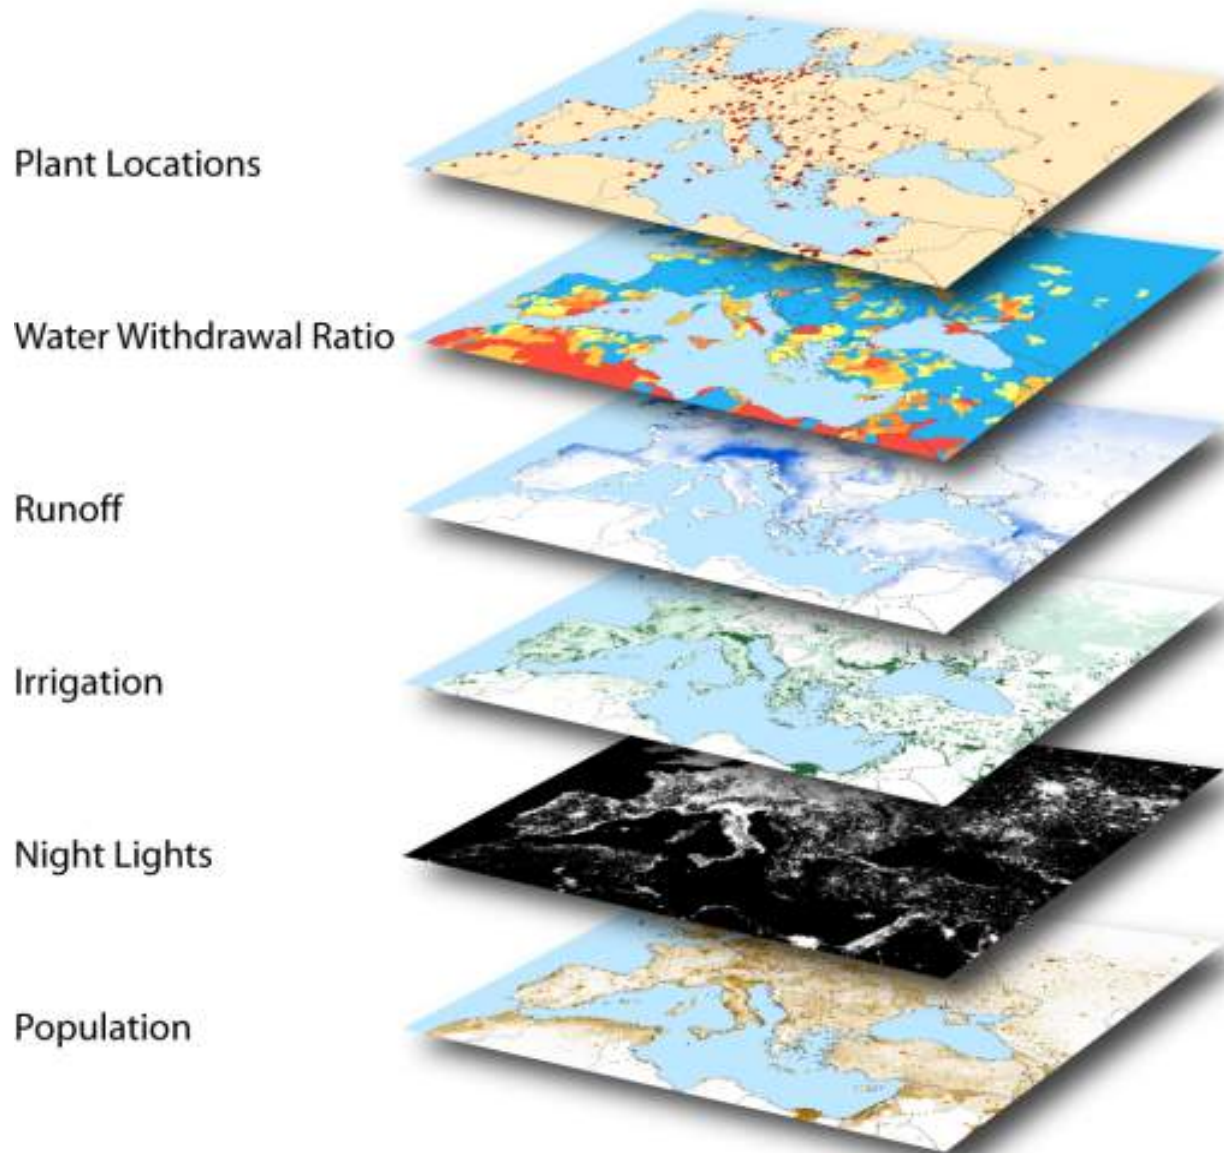 Plant Locations
Water Withdrawal Ratio
Runoff
Irrigation
Night Lights
Population